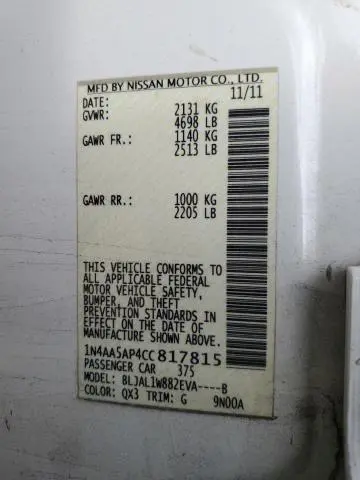 MFD BY NISSAN MOTOR CO., LTD.
DATE: 11/11
GVWR: 2131 KG
4698 LB
GAWR FR.: 1140 KG
2513 LB
GAWR RR.: 1000 KG
2205 LB
THIS VEHICLE CONFORMS TO
ALL APPLICABLE FEDERAL
MOTOR VEHICLE SAFETY,
BUMPER, AND THEFT
PREVENTION STANDARDS IN
EFFECT ON THE DATE OF
MANUFACTURE SHOWN ABOVE.
1N4AA5AP4CC817815
PASSENGER CAR 375
MODEL: BLJAL1W882EVA----B
COLOR: QX3 TRIM: G 9N00A